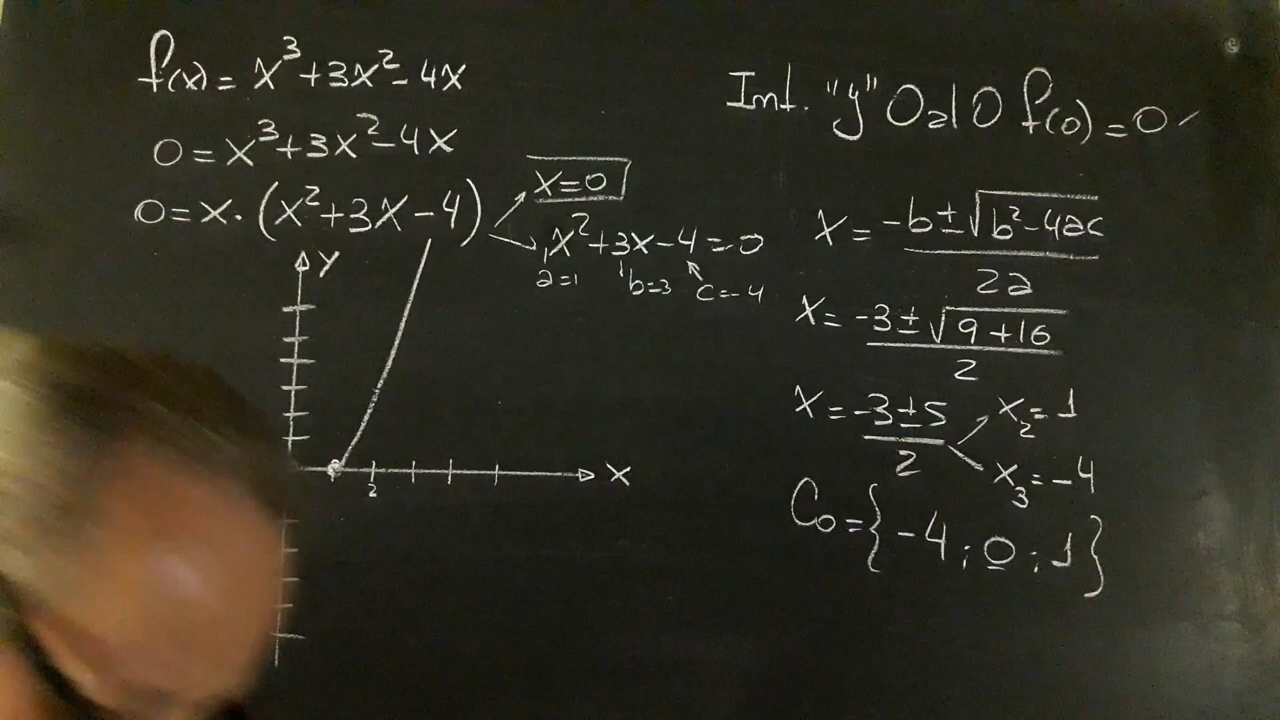 f(x) = x³+3x²-4x
0 = x³+3x²-4x
0 = x·(x²+3x-4)
x=0
x²+3x-4=0
a=1 b=3 c=-4
Y
X
2
Int. "y" O al O f(0)=0
x = -b±√b²-4ac / 2a
x = -3±√9+16 / 2
x = -3±5 / 2
x₂=1
x₃=-4
C₀={-4;0;1}